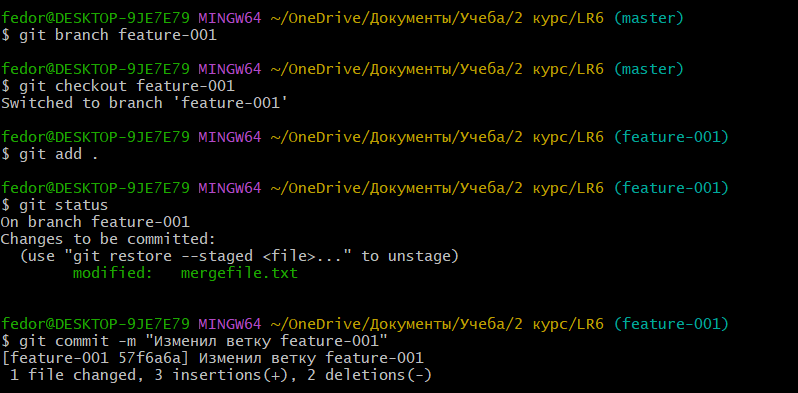 fedor@DESKTOP-9JE7E79 MINGW64 ~/OneDrive/Документы/Учеба/2 курс/LR6 (master)
$ git branch feature-001
fedor@DESKTOP-9JE7E79 MINGW64 ~/OneDrive/Документы/Учеба/2 курс/LR6 (master)
$ git checkout feature-001
Switched to branch 'feature-001'
fedor@DESKTOP-9JE7E79 MINGW64 ~/OneDrive/Документы/Учеба/2 курс/LR6 (feature-001)
$ git add .
fedor@DESKTOP-9JE7E79 MINGW64 ~/OneDrive/Документы/Учеба/2 курс/LR6 (feature-001)
$ git status
On branch feature-001
Changes to be committed:
  (use "git restore --staged <file>..." to unstage)
        modified:   mergefile.txt
fedor@DESKTOP-9JE7E79 MINGW64 ~/OneDrive/Документы/Учеба/2 курс/LR6 (feature-001)
$ git commit -m "Изменил ветку feature-001"
[feature-001 57f6a6a] Изменил ветку feature-001
 1 file changed, 3 insertions(+), 2 deletions(-)